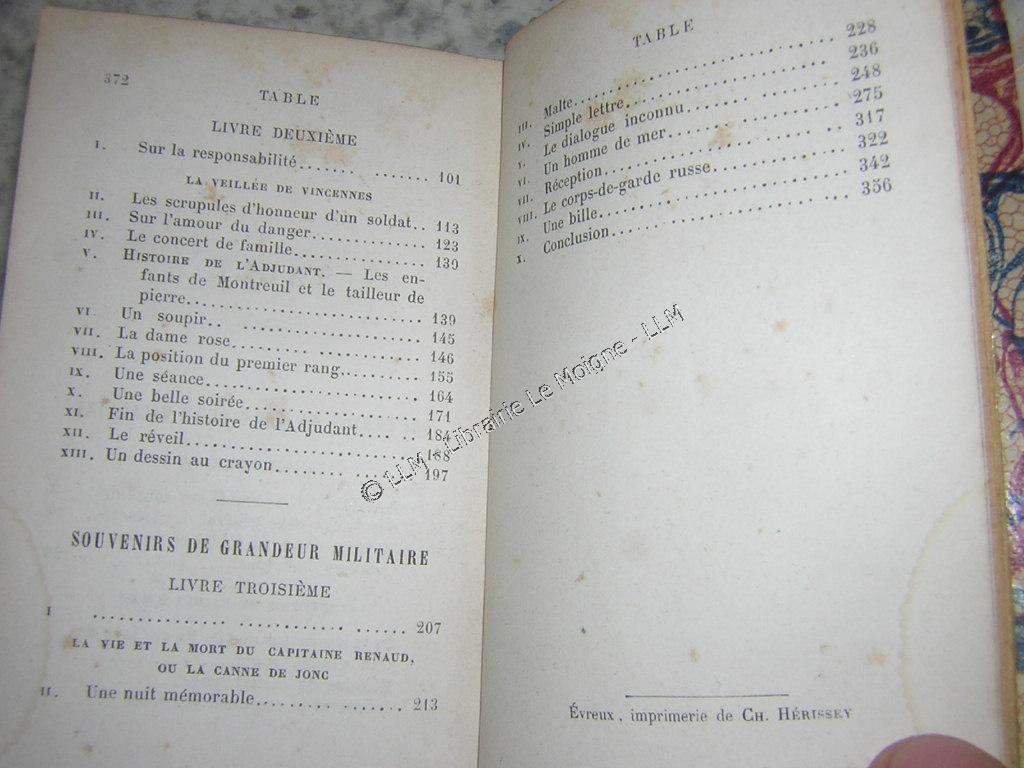 372
TABLE
LIVRE DEUXIÈME
I. Sur la responsabilité....... ....... 101
LA VEILLÉE DE VINCENNES
II. Les scrupules d'honneur d'un soldat.. 113
III. Sur l'amour du danger............. 123
IV. Le concert de famille............... 139
V. HISTOIRE DE L'ADJUDANT. — Les en-
fants de Montreuil et le tailleur de
pierre............................ 139
VI. Un soupir.. ..................... 145
VII. La dame rose......... ........... 146
VIII. La position du premier rang.......... 155
IX. Une séance......................... 164
X. Une belle soirée.................... 171
XI. Fin de l'histoire de l'Adjudant.... .. 184
XII. Le réveil........................... 188
XIII. Un dessin au crayon......... ...... 197
SOUVENIRS DE GRANDEUR MILITAIRE
LIVRE TROISIÈME
I ............... ............ ...... 207
LA VIE ET LA MORT DU CAPITAINE RENAUD,
OU LA CANNE DE JONC
II. Une nuit mémorable........ ....... 213
TABLE
III. Malte............................ 228
IV. Simple lettre..................... 236
V. Le dialogue inconnu............... 248
VI. Un homme de mer................. 275
VII. Réception........................ 317
VIII. Le corps-de-garde russe........... 322
IX. Une bille......................... 342
X. Conclusion....................... 356
Évreux, imprimerie de CH. HÉRISSEY
© LLM - Librairie Le Moigne - LLM